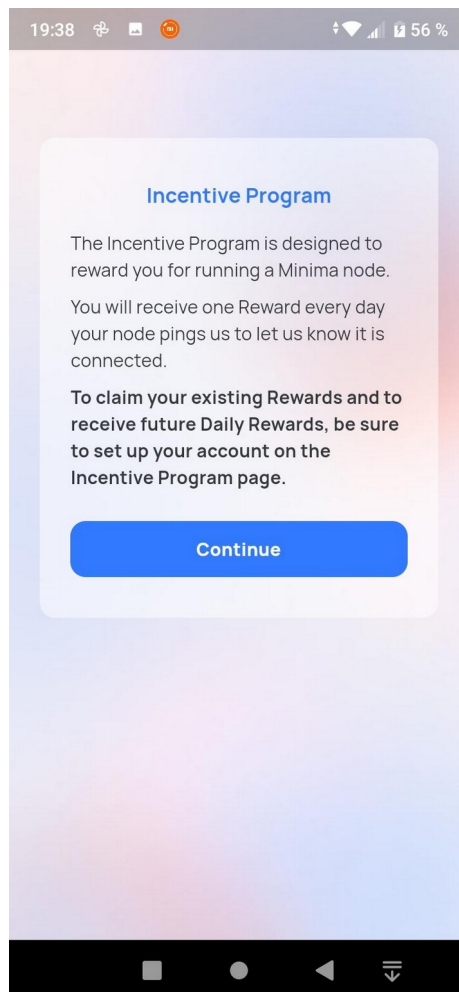 19:38
56 %
Incentive Program
The Incentive Program is designed to
reward you for running a Minima node.
You will receive one Reward every day
your node pings us to let us know it is
connected.
To claim your existing Rewards and to
receive future Daily Rewards, be sure
to set up your account on the
Incentive Program page.
Continue